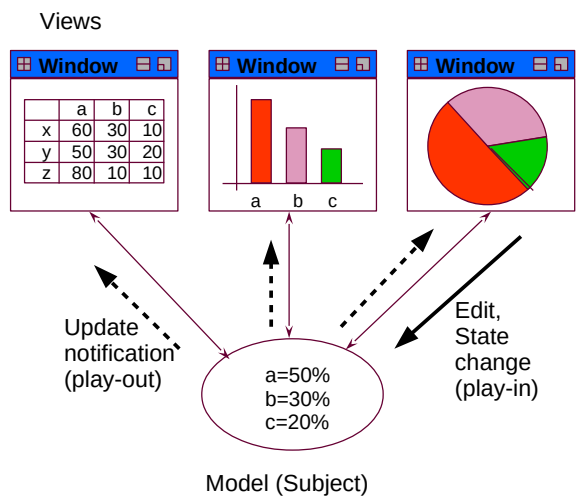 Views
Window
Window
Window
a b c
x 60 30 10
y 50 30 20
z 80 10 10
a b c
Update
notification
(play-out)
Edit,
State
change
(play-in)
a=50%
b=30%
c=20%
Model (Subject)